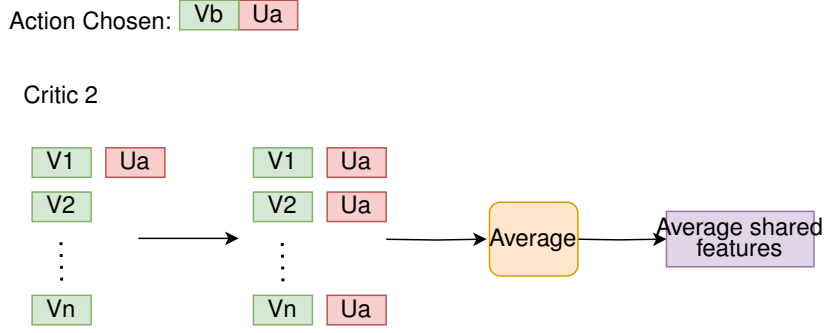 Action Chosen: Vb Ua
Critic 2
V1 Ua V1 Ua
V2 V2 Ua
Average
Average shared
features
Vn Vn Ua